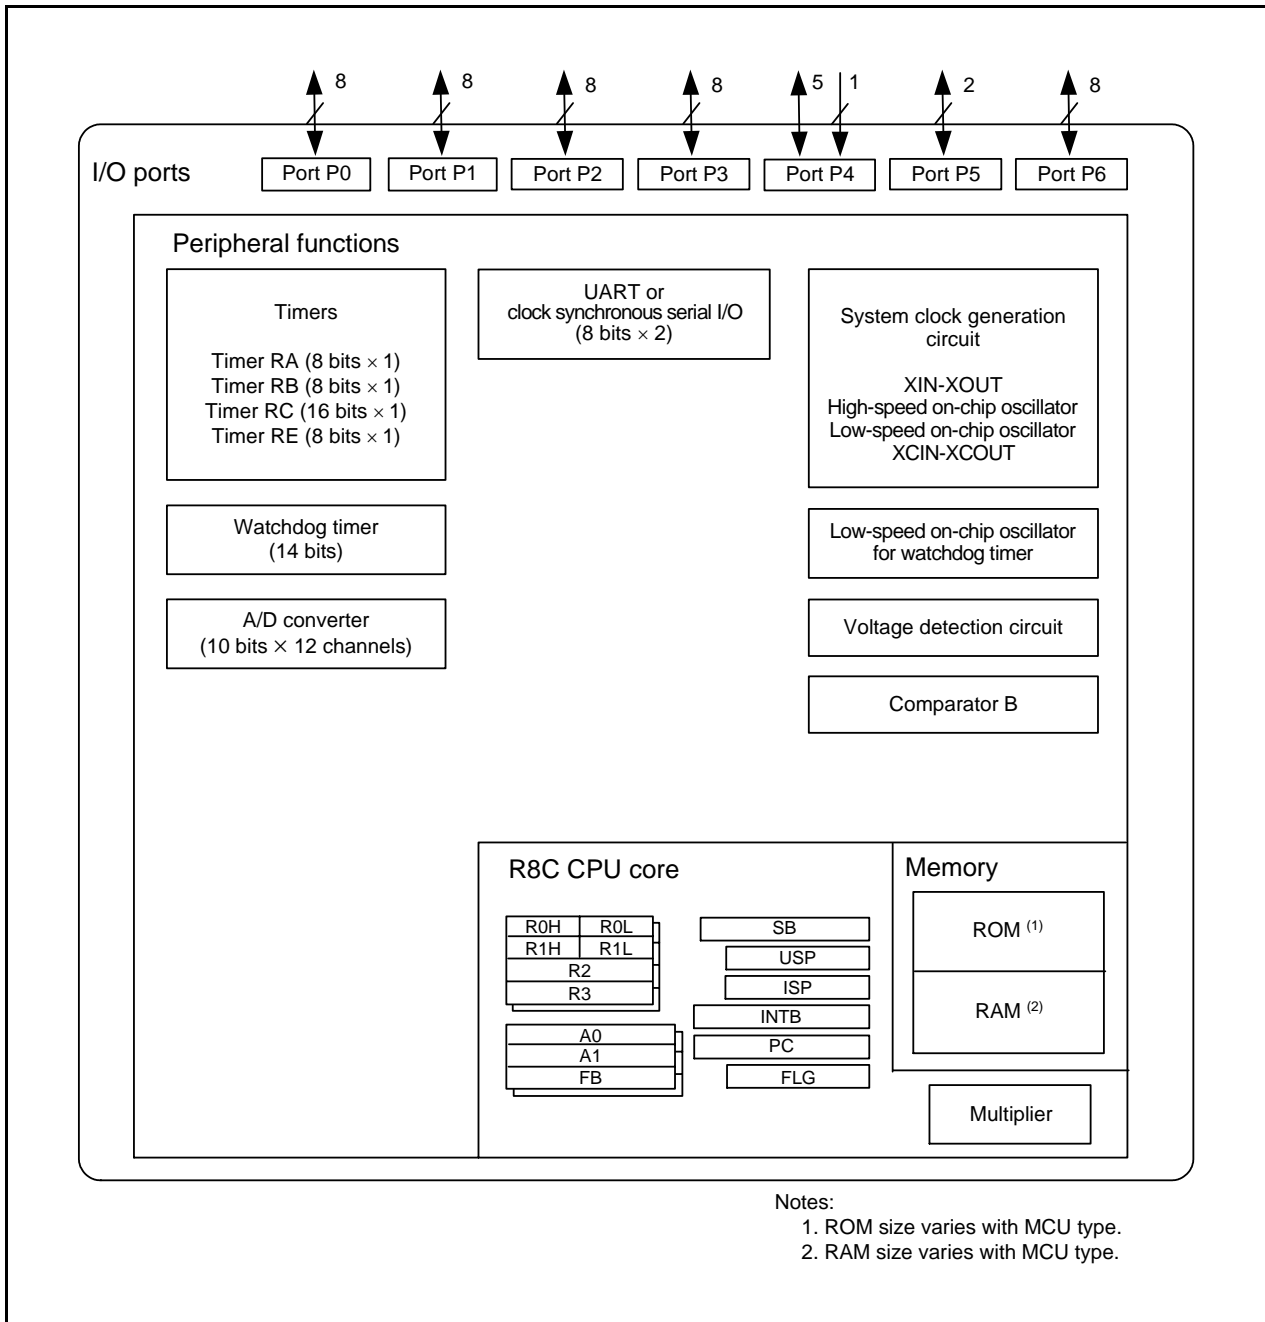 8 8 8 8 5 1 2 8
I/O ports
Port P0 Port P1 Port P2 Port P3 Port P4 Port P5 Port P6
Peripheral functions
Timers
Timer RA (8 bits × 1)
Timer RB (8 bits × 1)
Timer RC (16 bits × 1)
Timer RE (8 bits × 1)
UART or
clock synchronous serial I/O
(8 bits × 2)
System clock generation
circuit
XIN-XOUT
High-speed on-chip oscillator
Low-speed on-chip oscillator
XCIN-XCOUT
Watchdog timer
(14 bits)
Low-speed on-chip oscillator
for watchdog timer
A/D converter
(10 bits × 12 channels)
Voltage detection circuit
Comparator B
R8C CPU core
R0H R0L
R1H R1L
R2
R3
A0
A1
FB
SB
USP
ISP
INTB
PC
FLG
Memory
ROM (1)
RAM (2)
Multiplier
Notes:
1. ROM size varies with MCU type.
2. RAM size varies with MCU type.